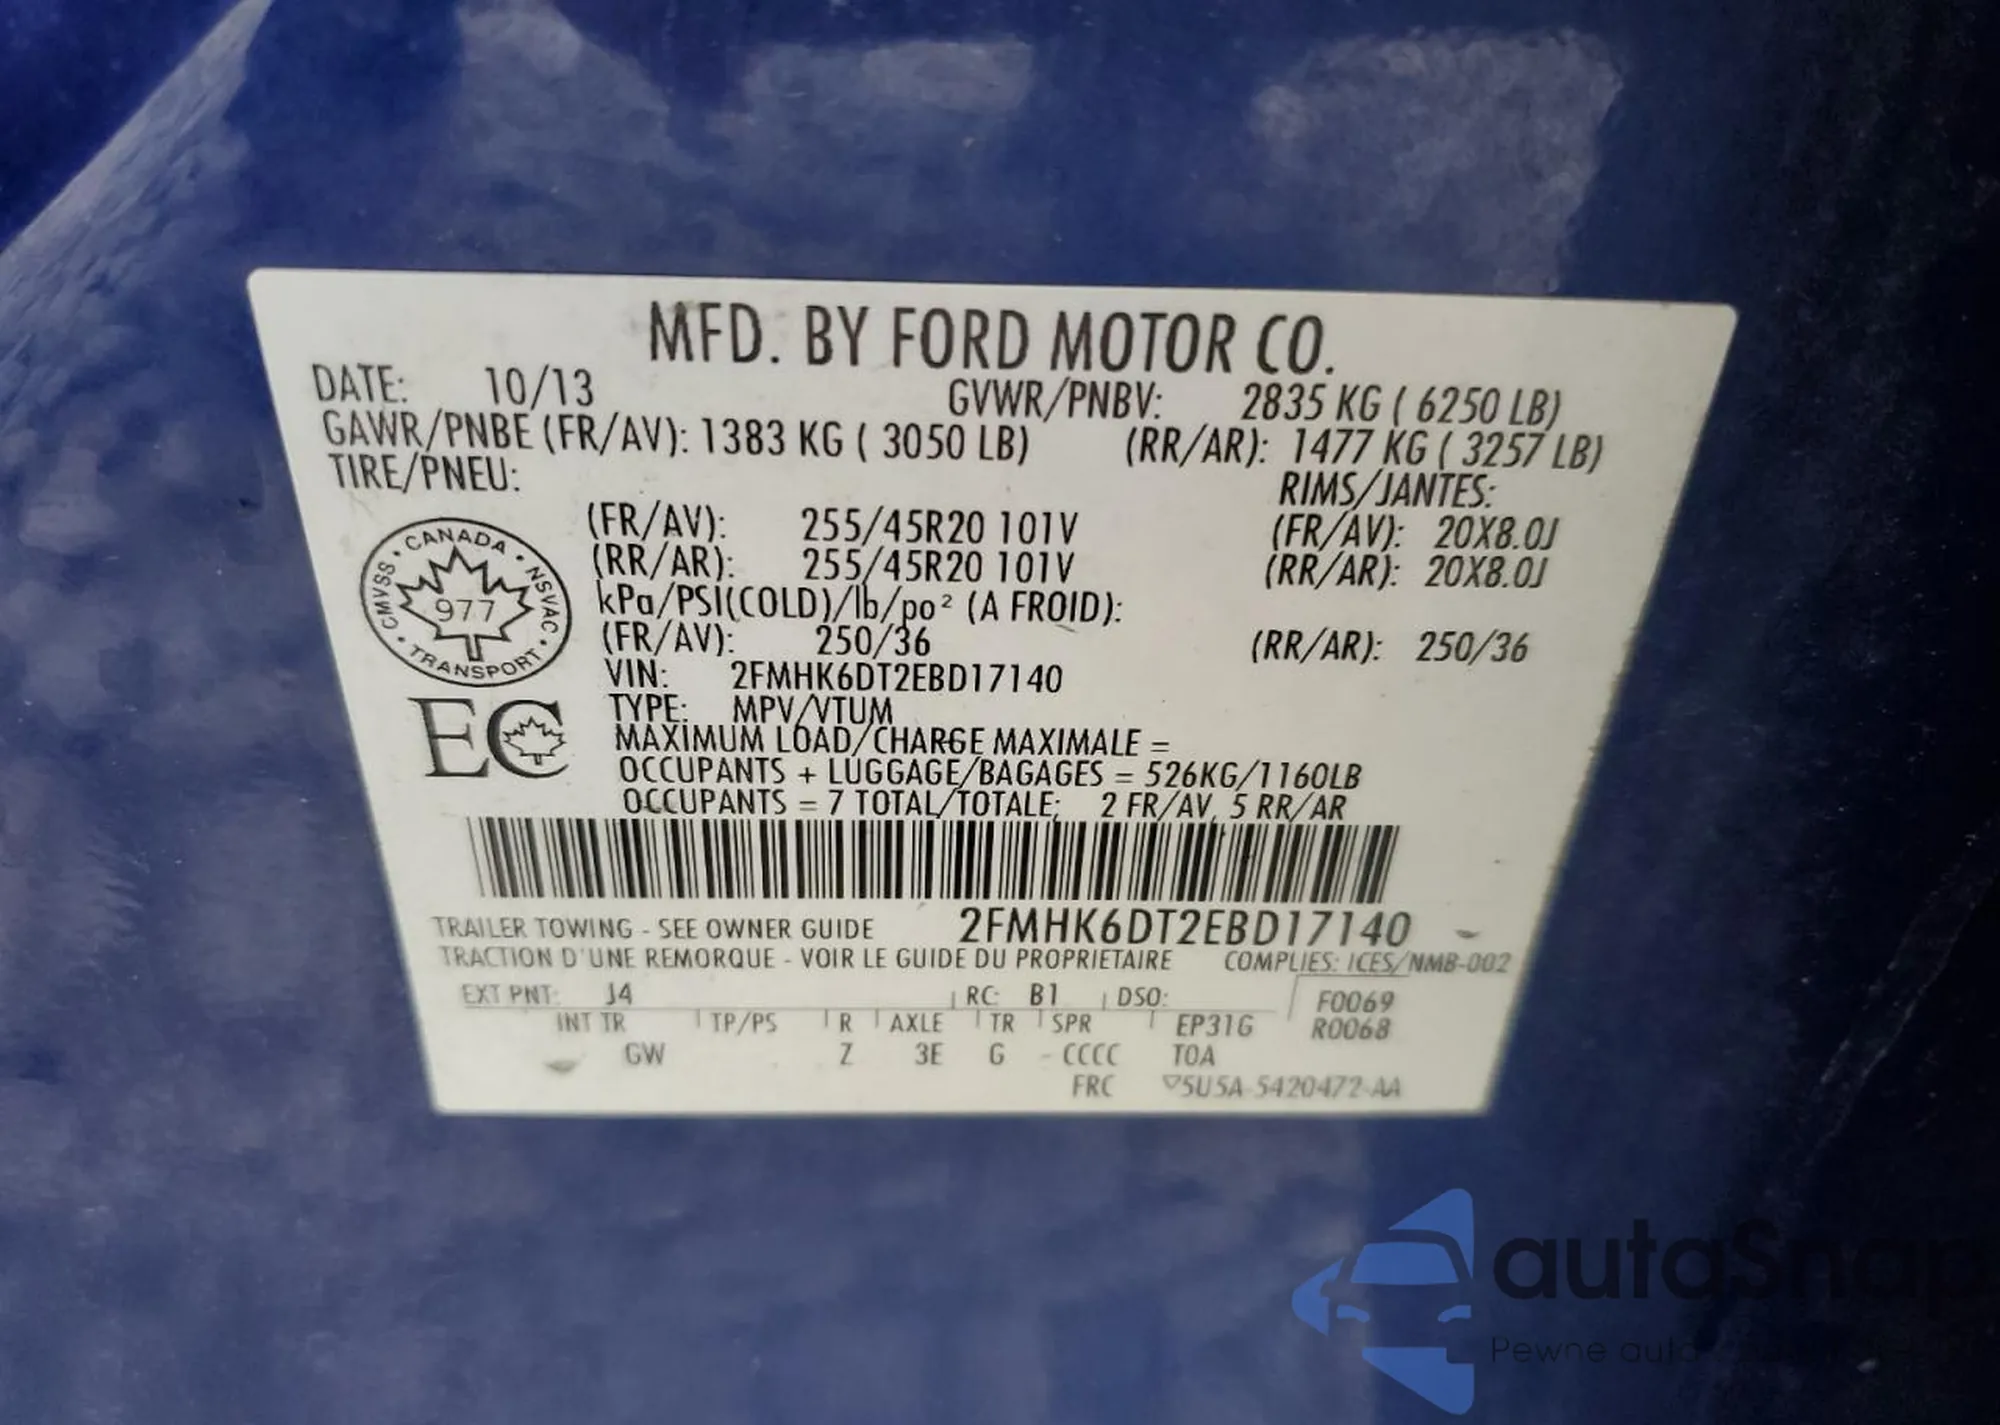 MFD. BY FORD MOTOR CO.
DATE: 10/13 GVWR/PNBV: 2835 KG ( 6250 LB)
GAWR/PNBE (FR/AV): 1383 KG ( 3050 LB) (RR/AR): 1477 KG ( 3257 LB)
TIRE/PNEU: RIMS/JANTES:
(FR/AV): 255/45R20 101V (FR/AV): 20X8.0J
(RR/AR): 255/45R20 101V (RR/AR): 20X8.0J
kPa/PSI(COLD)/lb/po² (A FROID):
(FR/AV): 250/36 (RR/AR): 250/36
CANADA
CMVSS • 977 • NSVAC
TRANSPORT
VIN: 2FMHK6DT2EBD17140
EC
TYPE: MPV/VTUM
MAXIMUM LOAD/CHARGE MAXIMALE =
OCCUPANTS + LUGGAGE/BAGAGES = 526KG/1160LB
OCCUPANTS = 7 TOTAL/TOTALE; 2 FR/AV, 5 RR/AR
TRAILER TOWING - SEE OWNER GUIDE 2FMHK6DT2EBD17140
TRACTION D'UNE REMORQUE - VOIR LE GUIDE DU PROPRIETAIRE COMPLIES: ICES/NMB-002
EXT PNT: J4 RC: B1 DSO: F0069
INT TR TP/PS R AXLE TR SPR EP31G R0068
GW Z 3E G - CCCC TOA
FRC ▽5U5A-5420472-AA
autoSnap
Pewne auto